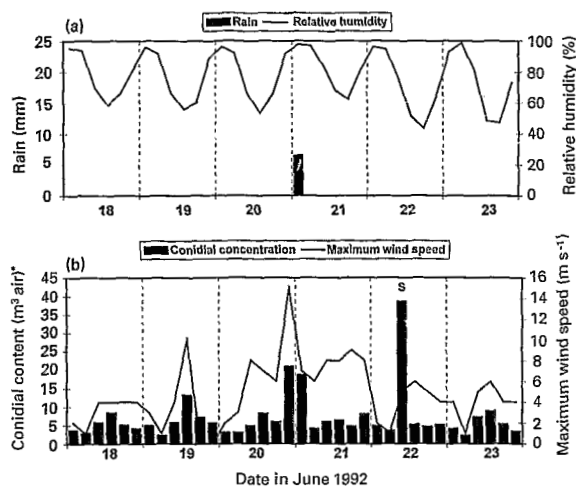 (a)
Rain Relative humidity
25
20
15
10
5
0
Rain (mm)
100
80
60
40
20
0
Relative humidity (%)
18 19 20 21 22 23
(b)
Conidial concentration Maximum wind speed
45
40
35
30
25
20
15
10
5
0
Conidial content (m³ air)*
S
16
14
12
10
8
6
4
2
0
Maximum wind speed (m s⁻¹)
18 19 20 21 22 23
Date in June 1992